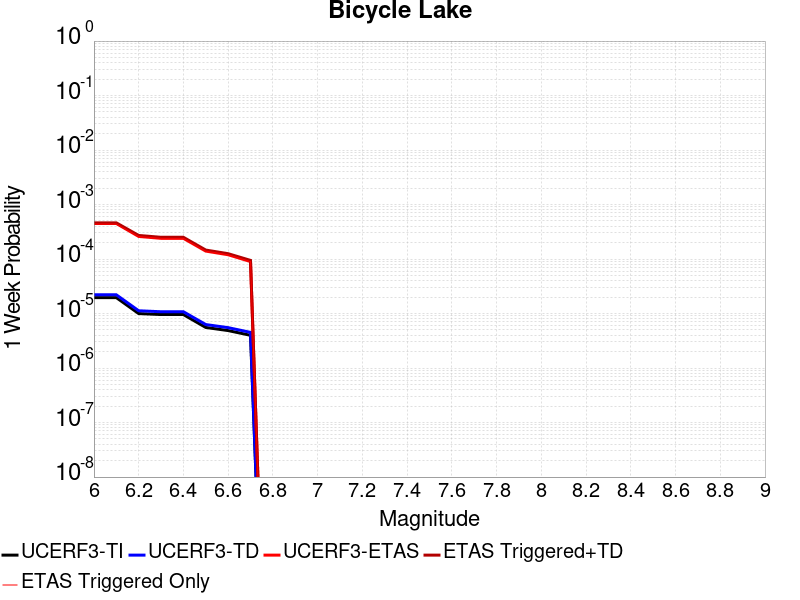 Bicycle Lake
10^0
10^-1
10^-2
10^-3
10^-4
10^-5
10^-6
10^-7
10^-8
1 Week Probability
6 6.2 6.4 6.6 6.8 7 7.2 7.4 7.6 7.8 8 8.2 8.4 8.6 8.8 9
Magnitude
UCERF3-TI UCERF3-TD UCERF3-ETAS ETAS Triggered+TD
ETAS Triggered Only